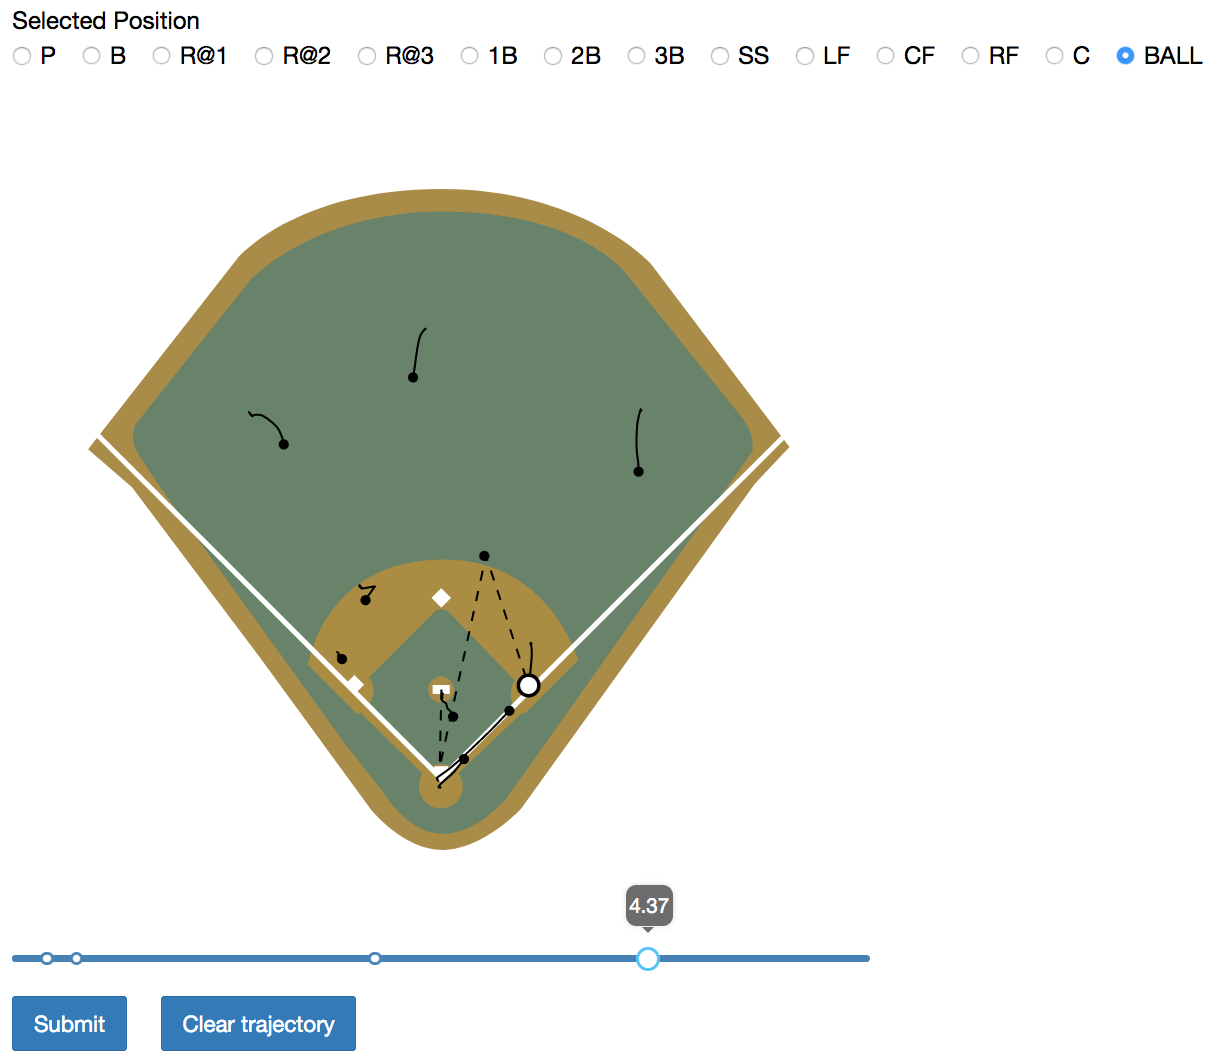 Selected Position
P B R@1 R@2 R@3 1B 2B 3B SS LF CF RF C BALL
4.37
Submit Clear trajectory